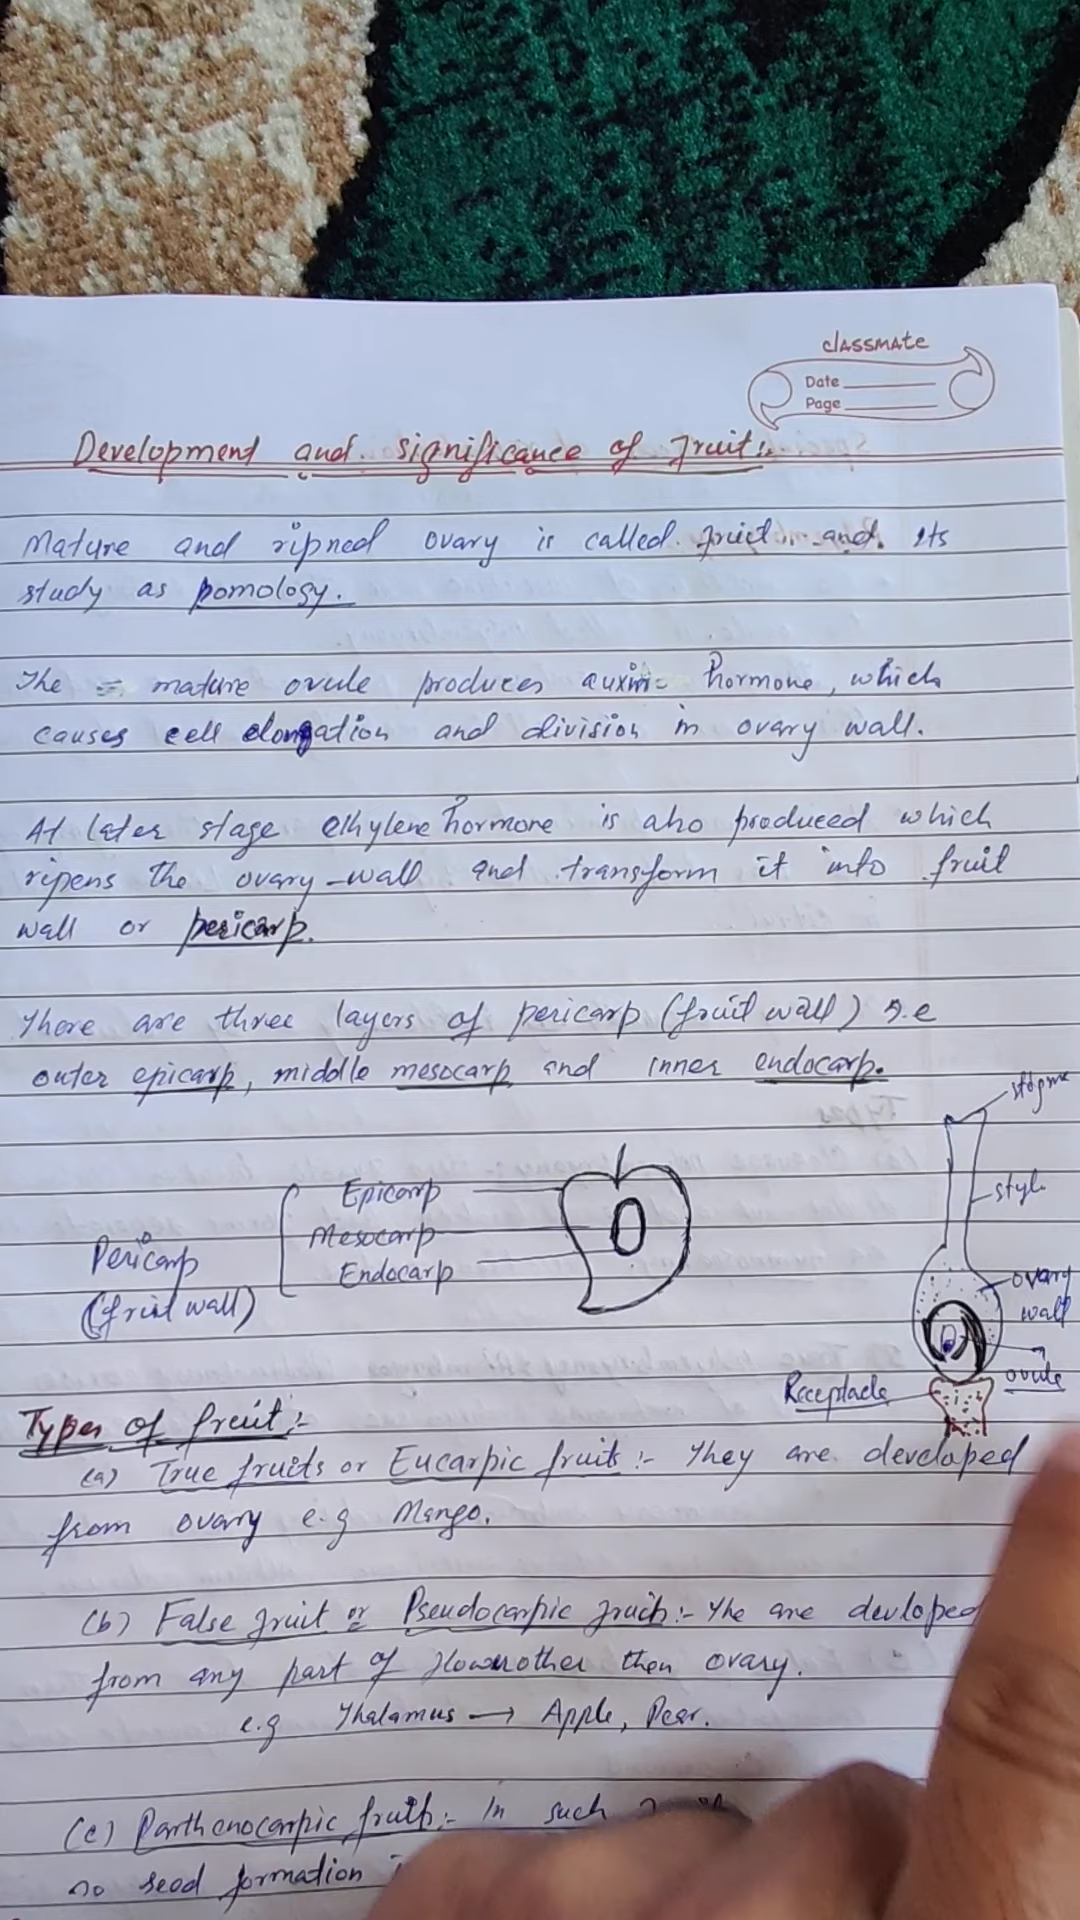 classmate
Date
Page
Development and significance of fruit:-
Mature and ripned ovary is called fruit and its
study as pomology.
The mature ovule produces auxin hormone, which
causes cell elongation and division in ovary wall.
At later stage ethylene hormone is also produced which
ripens the ovary-wall and transform it into fruit
wall or pericarp.
There are three layers of pericarp (fruit wall) i.e
outer epicarp, middle mesocarp and inner endocarp.
Pericarp
(fruit wall)
Epicarp
Mesocarp
Endocarp
style
ovary
wall
ovule
Receptacle
Types of fruit:-
(a) True fruits or Eucarpic fruits:- They are developed
from ovary e.g Mango.
(b) False fruit or Pseudocarpic fruit:- The are devloped
from any part of flower other then ovary.
e.g Thalamus → Apple, Pear.
(c) Parthenocarpic fruit:- In such
no seed formation